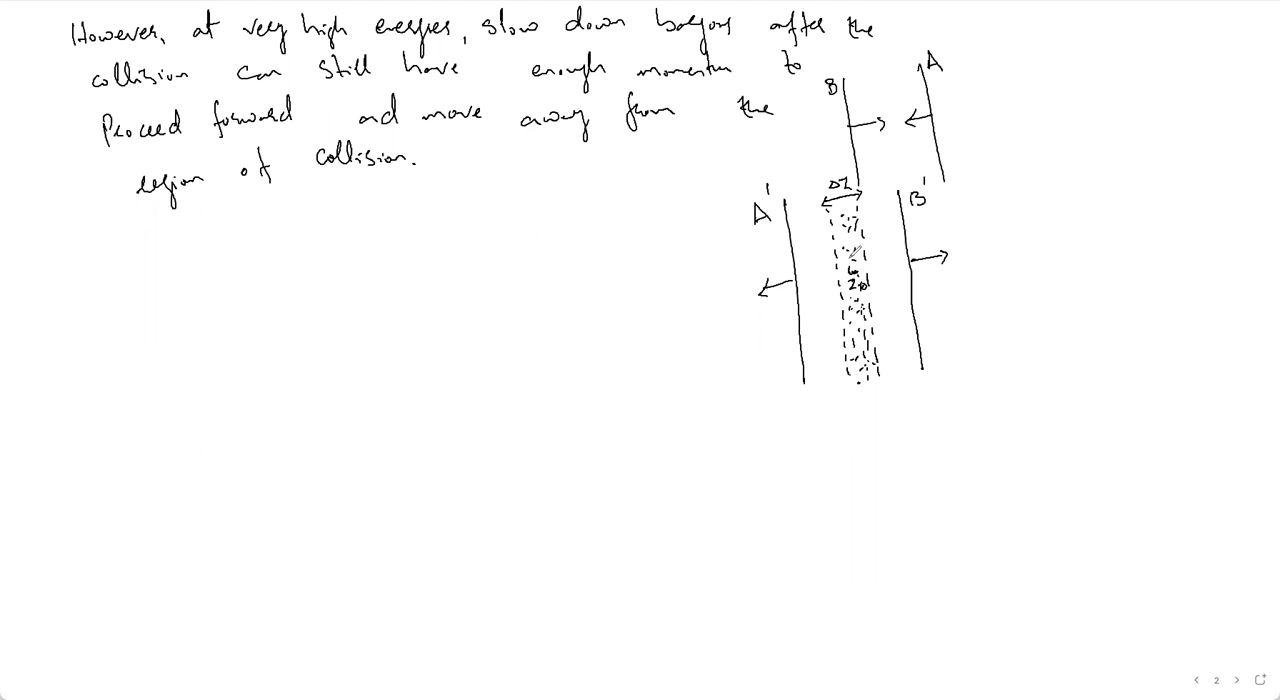 However, at very high energies, slow down baryons after the
collision can still have enough momentum to
Proceed forward and move away from the
region of collision.
B
A
ΔZ
A'
B'